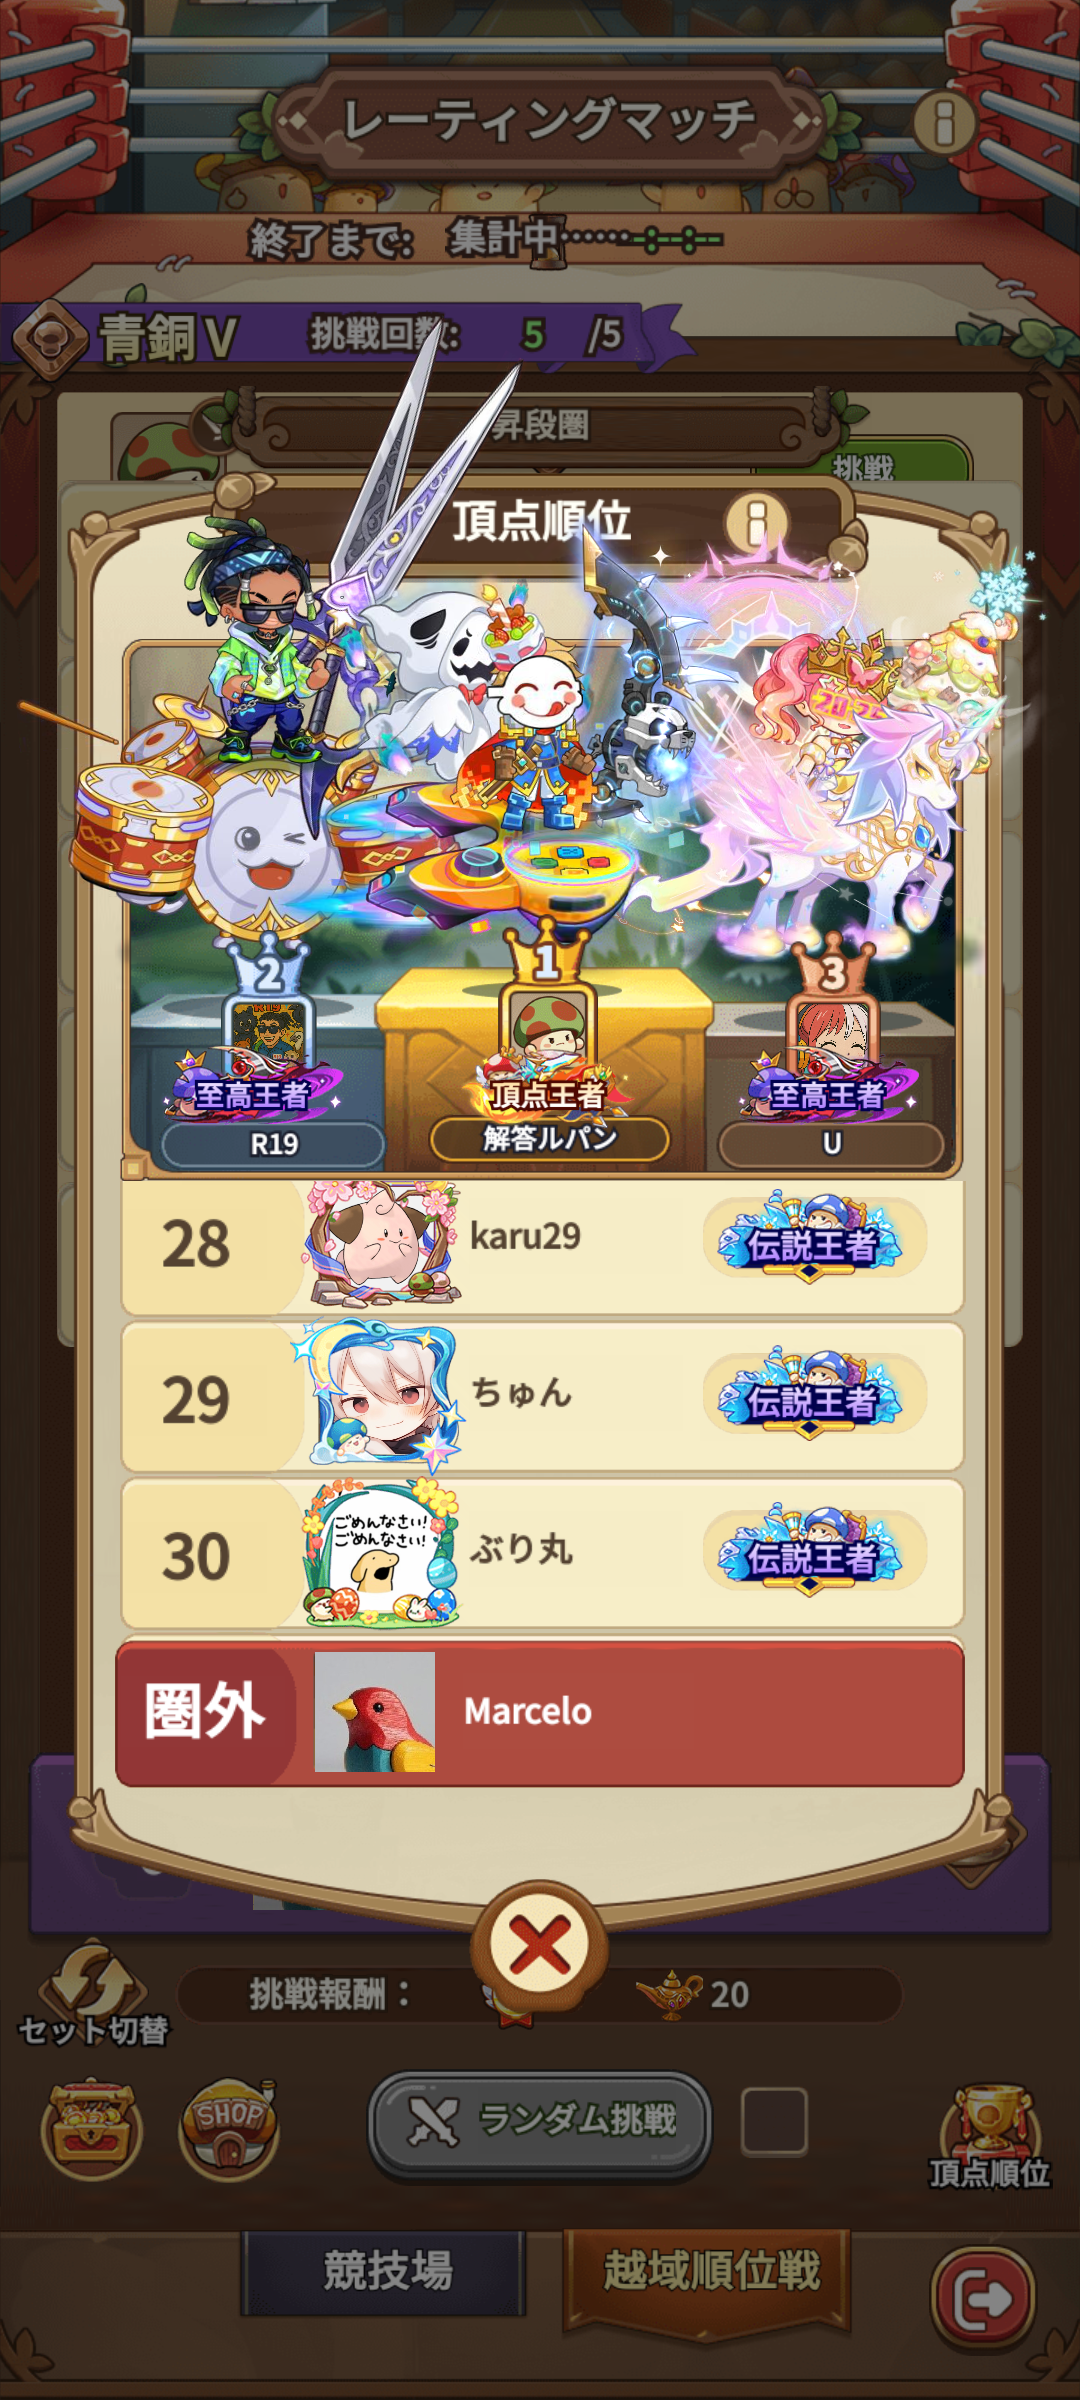 レーティングマッチ
終了まで: 集計中……--:--:--
青銅V 挑戦回数: 5 /5
昇段圏
挑戦
頂点順位
20
2
1
3
至高王者
頂点王者
至高王者
R19
解答ルパン
U
28 karu29 伝説王者
29 ちゅん 伝説王者
ごめんなさい!
ごめんなさい!
30 ぶり丸 伝説王者
圏外 Marcelo
挑戦報酬： 20
セット切替
SHOP
ランダム挑戦
頂点順位
競技場
越域順位戦